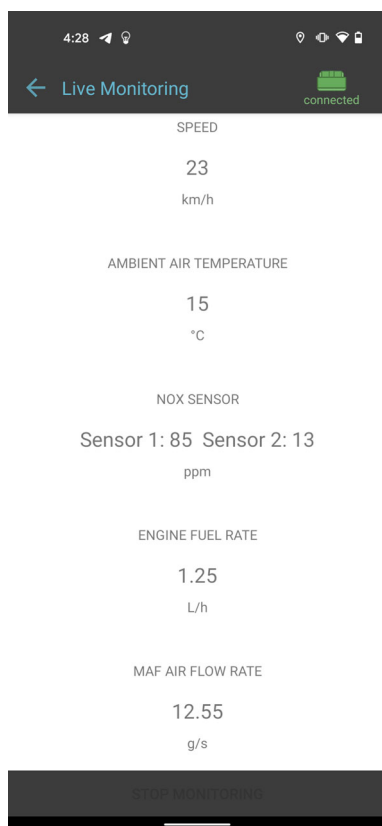 4:28
Live Monitoring
connected
SPEED
23
km/h
AMBIENT AIR TEMPERATURE
15
°C
NOX SENSOR
Sensor 1: 85 Sensor 2: 13
ppm
ENGINE FUEL RATE
1.25
L/h
MAF AIR FLOW RATE
12.55
g/s
STOP MONITORING